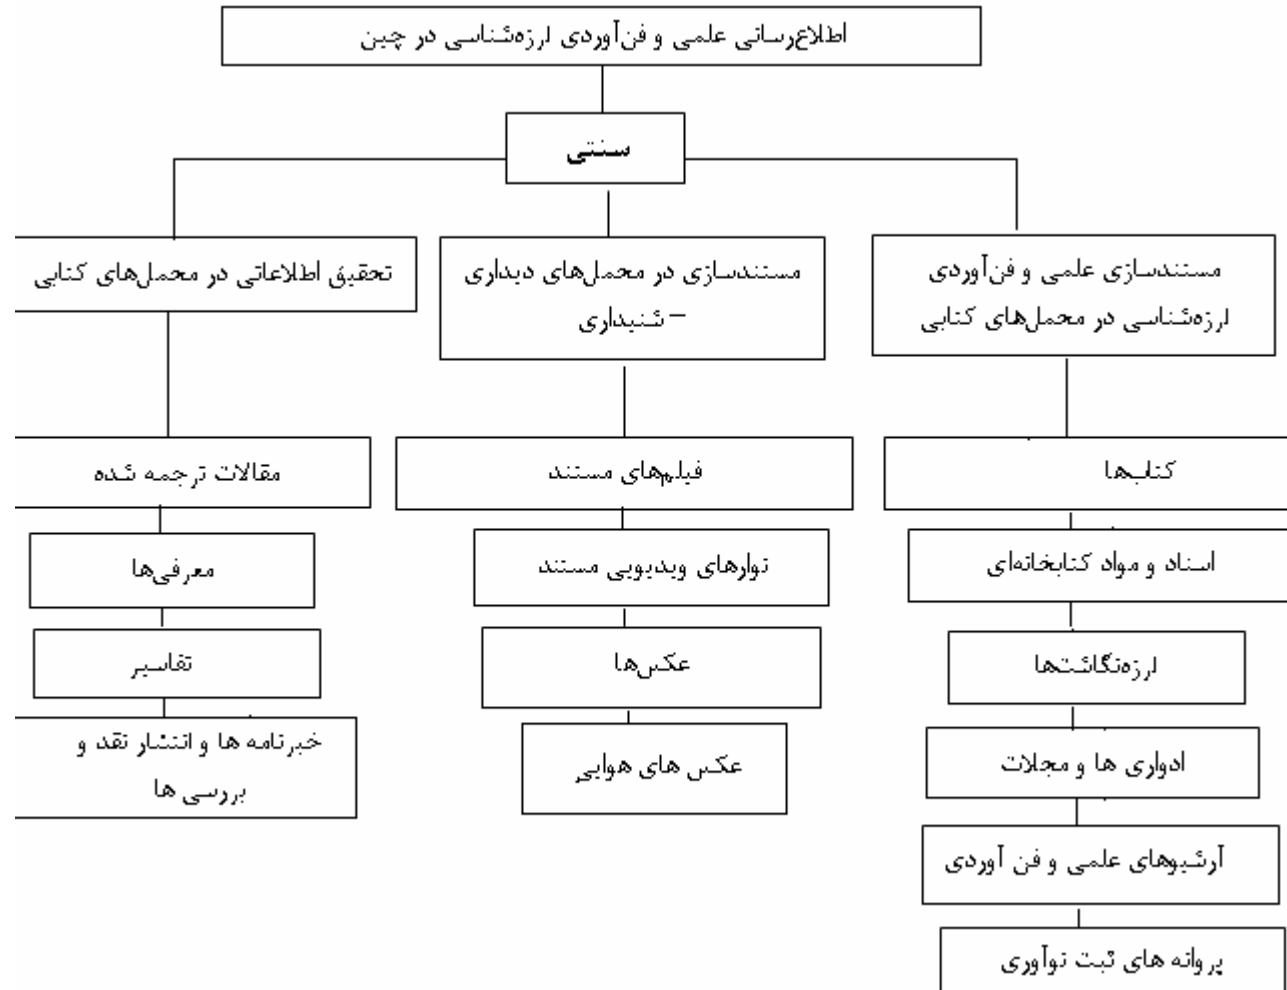 اطلاع‌رسانی علمی و فن‌آوردی لرزه‌شناسی در چین
سنتی
مستندسازی علمی و فن‌آوردی
لرزه‌شناسی در محمل‌های کتابی
کتاب‌ها
اسناد و مواد کتابخانه‌ای
لرزه‌نگاشت‌ها
ادواری ها و مجلات
آرشیوهای علمی و فن آوردی
پروانه های ثبت نوآوری
مستندسازی در محمل‌های دیداری
–شنیداری
فیلم‌های مستند
نوارهای ویدیویی مستند
عکس‌ها
عکس های هوایی
تحقیق اطلاعاتی در محمل‌های کتابی
مقالات ترجمه شده
معرفی‌ها
تفاسیر
خبرنامه ها و انتشار نقد و
بررسی ها